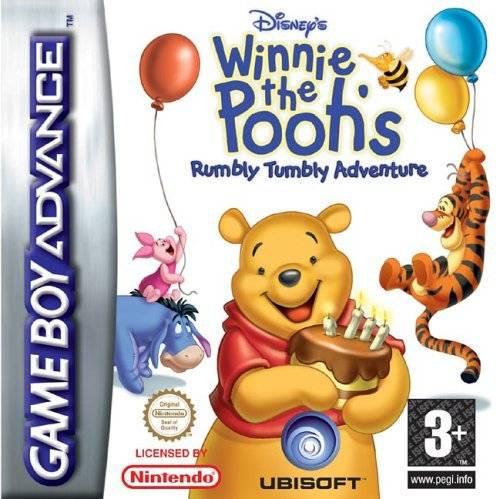 GAME BOY ADVANCE
TM
Disney's
Winnie
the
Pooh's
Rumbly Tumbly Adventure
Original
Nintendo
Seal of
Quality
LICENSED BY
Nintendo
UBISOFT
3+
www.pegi.info